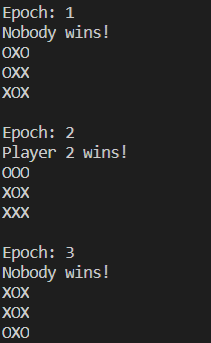 Epoch: 1
Nobody wins!
OXO
OXX
XOX
Epoch: 2
Player 2 wins!
OOO
XOX
XXX
Epoch: 3
Nobody wins!
XOX
XOX
OXO